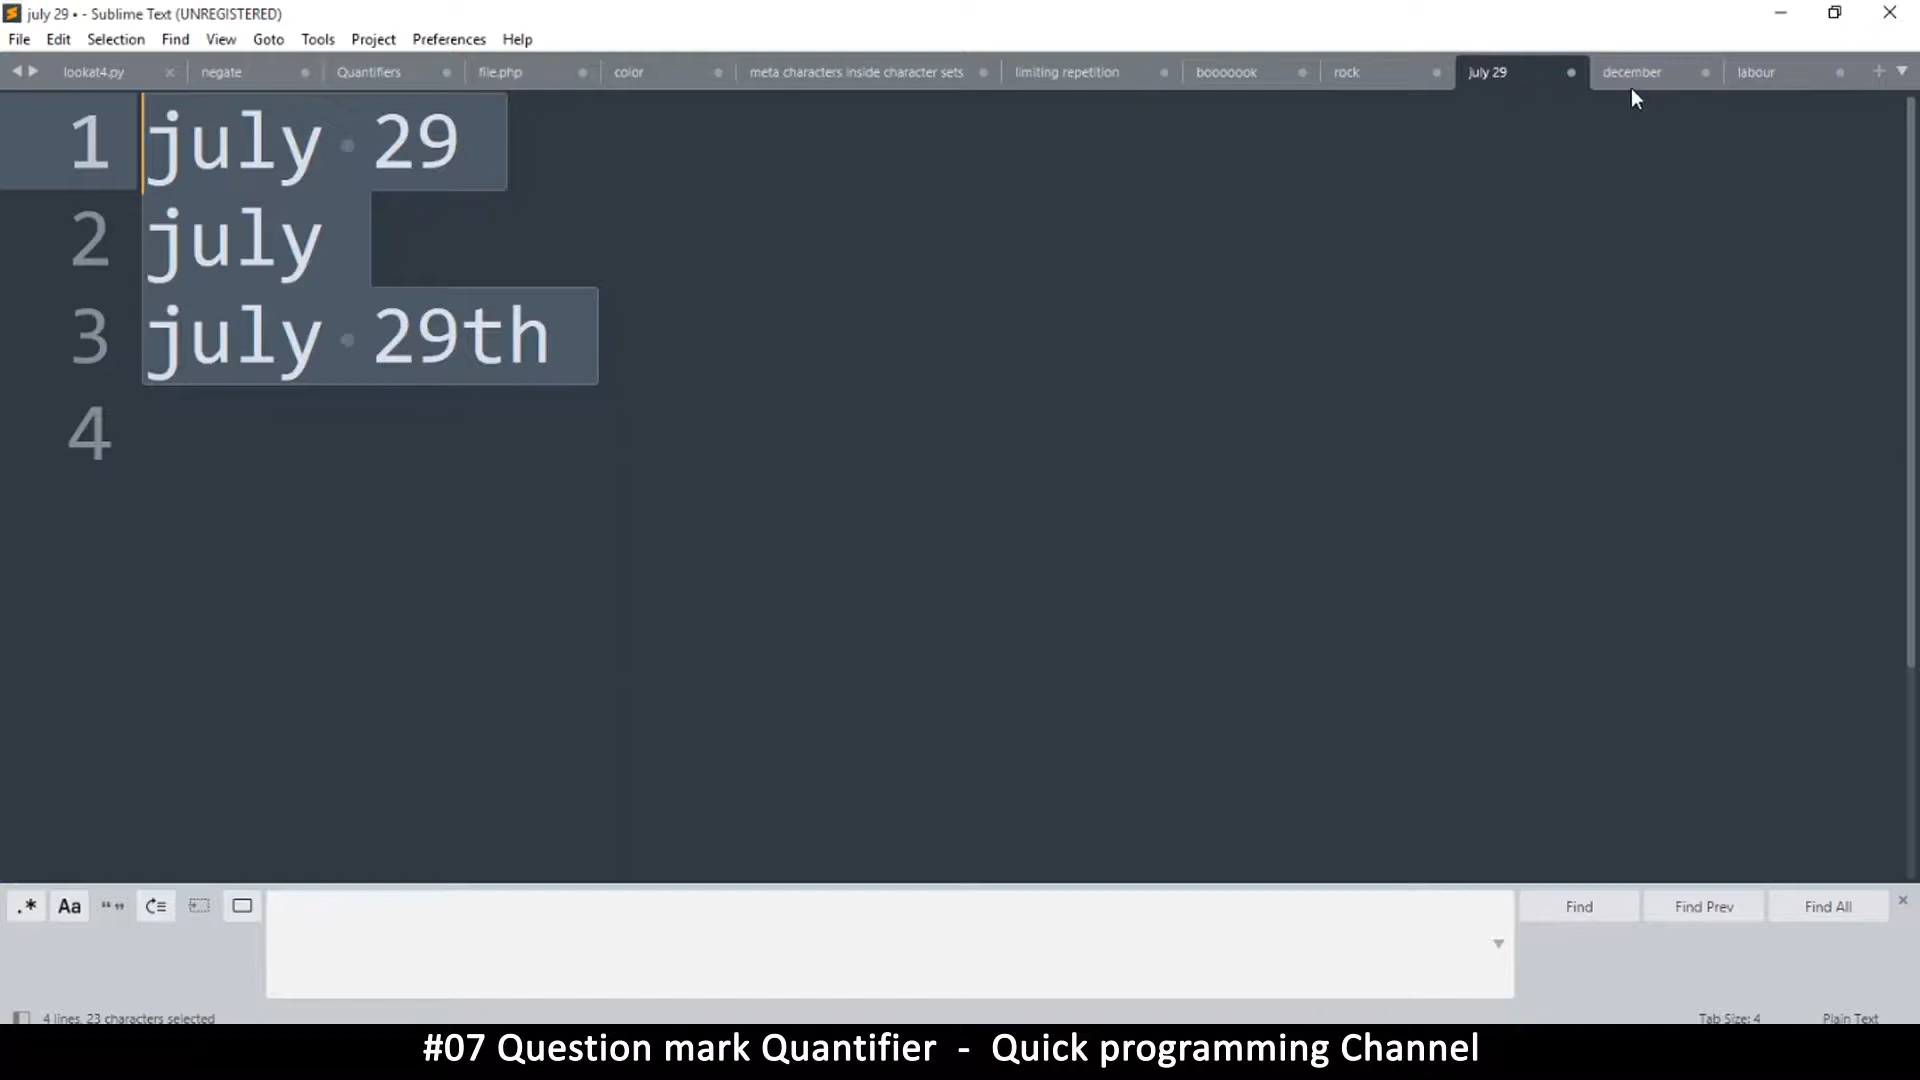 july 29 • - Sublime Text (UNREGISTERED)
File Edit Selection Find View Goto Tools Project Preferences Help
lookat4.py negate Quantifiers file.php color meta characters inside character sets limiting repetition booooook rock july 29 december labour
1 july 29
2 july
3 july 29th
4
.* Aa “” Find Find Prev Find All
4 lines, 23 characters selected Tab Size: 4 Plain Text
#07 Question mark Quantifier - Quick programming Channel